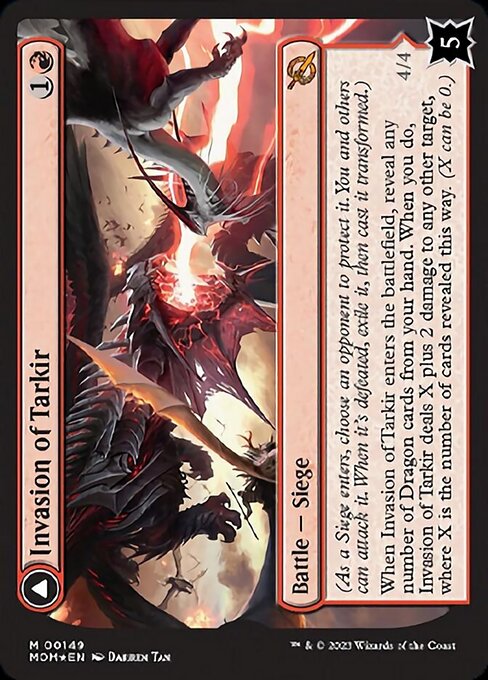 Invasion of Tarkir
1
Battle — Siege
(As a Siege enters, choose an opponent to protect it. You and others
can attack it. When it's defeated, exile it, then cast it transformed.)
When Invasion of Tarkir enters the battlefield, reveal any
number of Dragon cards from your hand. When you do,
Invasion of Tarkir deals X plus 2 damage to any other target,
where X is the number of cards revealed this way. (X can be 0.)
4/4
5
M 00149
MOM★EN Darren Tan
™ & © 2023 Wizards of the Coast